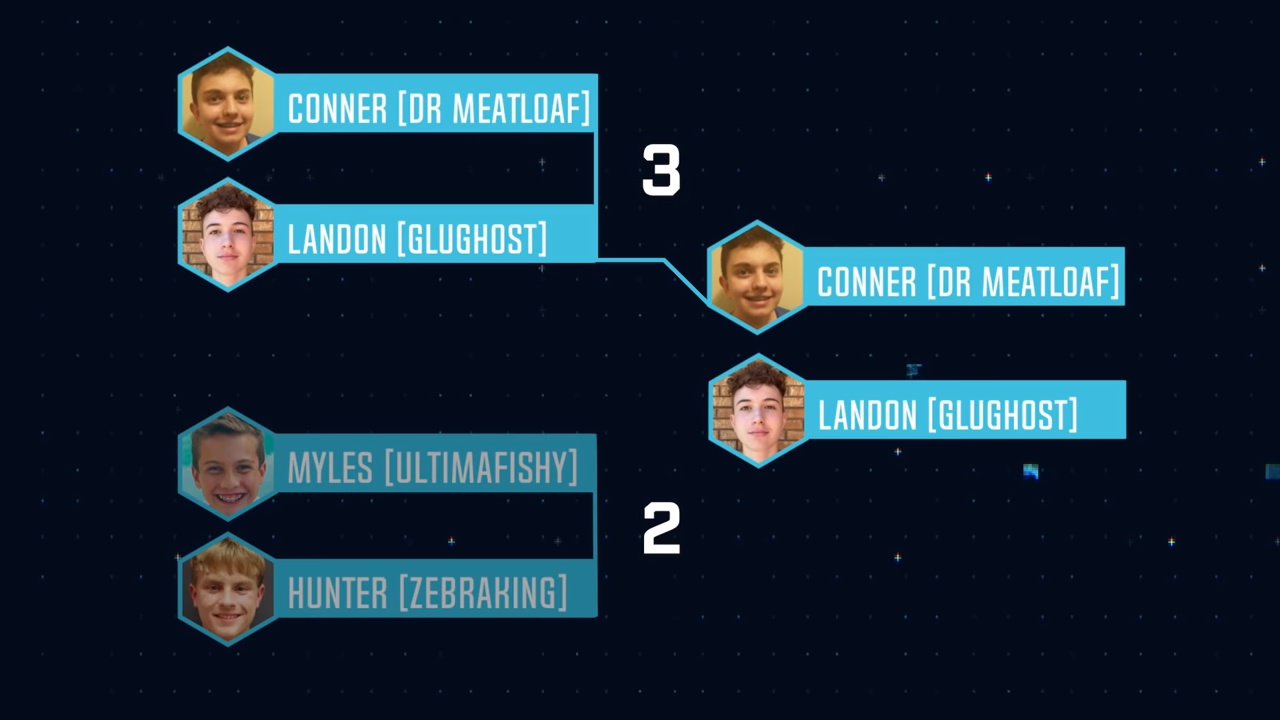 CONNER [DR MEATLOAF]
3
LANDON [GLUGHOST]
CONNER [DR MEATLOAF]
LANDON [GLUGHOST]
MYLES [ULTIMAFISHY]
2
HUNTER [ZEBRAKING]